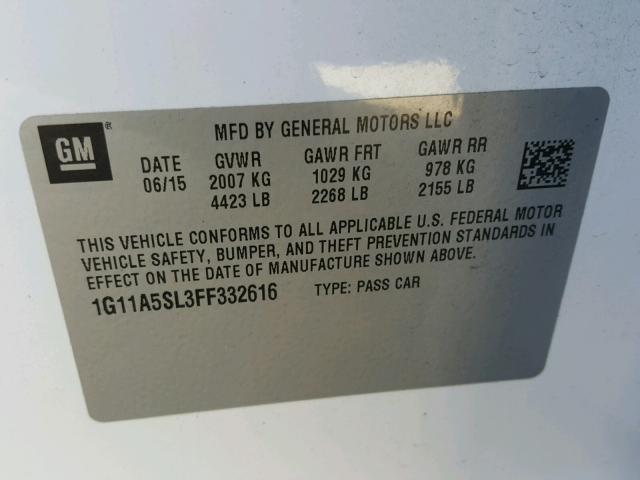 GM
MFD BY GENERAL MOTORS LLC
DATE GVWR GAWR FRT GAWR RR
06/15 2007 KG 1029 KG 978 KG
4423 LB 2268 LB 2155 LB
THIS VEHICLE CONFORMS TO ALL APPLICABLE U.S. FEDERAL MOTOR
VEHICLE SAFETY, BUMPER, AND THEFT PREVENTION STANDARDS IN
EFFECT ON THE DATE OF MANUFACTURE SHOWN ABOVE.
1G11A5SL3FF332616 TYPE: PASS CAR